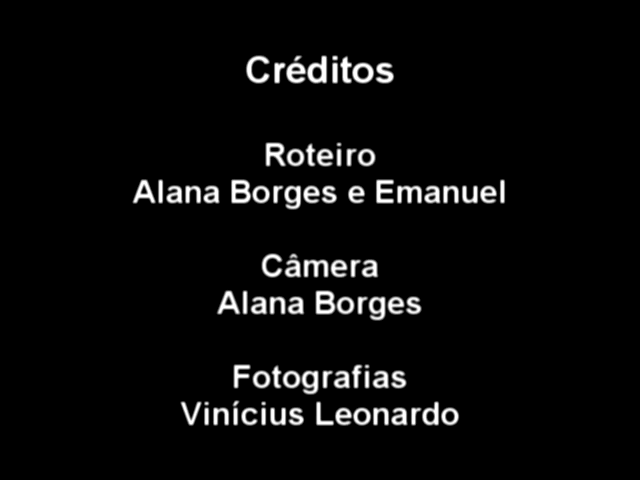 Créditos
Roteiro
Alana Borges e Emanuel
Câmera
Alana Borges
Fotografias
Vinícius Leonardo